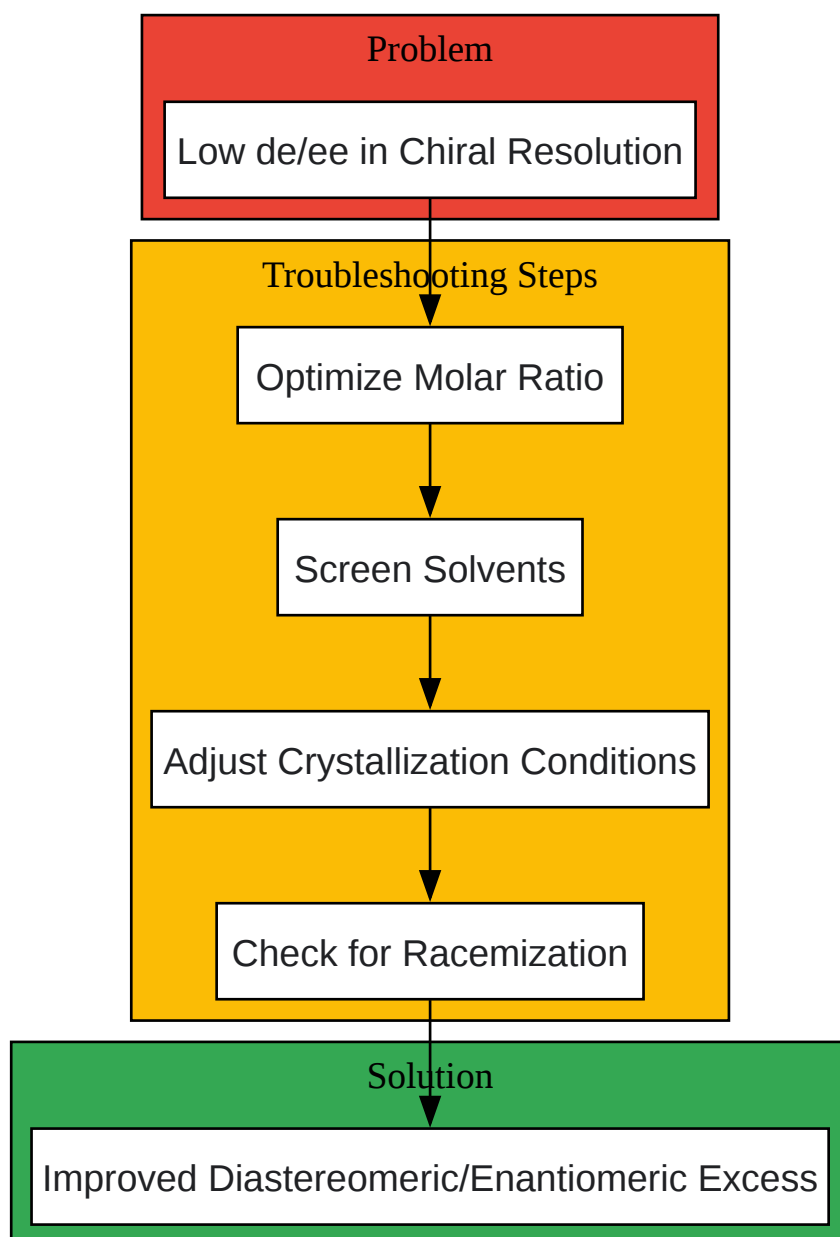 Problem
Low de/ee in Chiral Resolution
Troubleshooting Steps
Optimize Molar Ratio
Screen Solvents
Adjust Crystallization Conditions
Check for Racemization
Solution
Improved Diastereomeric/Enantiomeric Excess